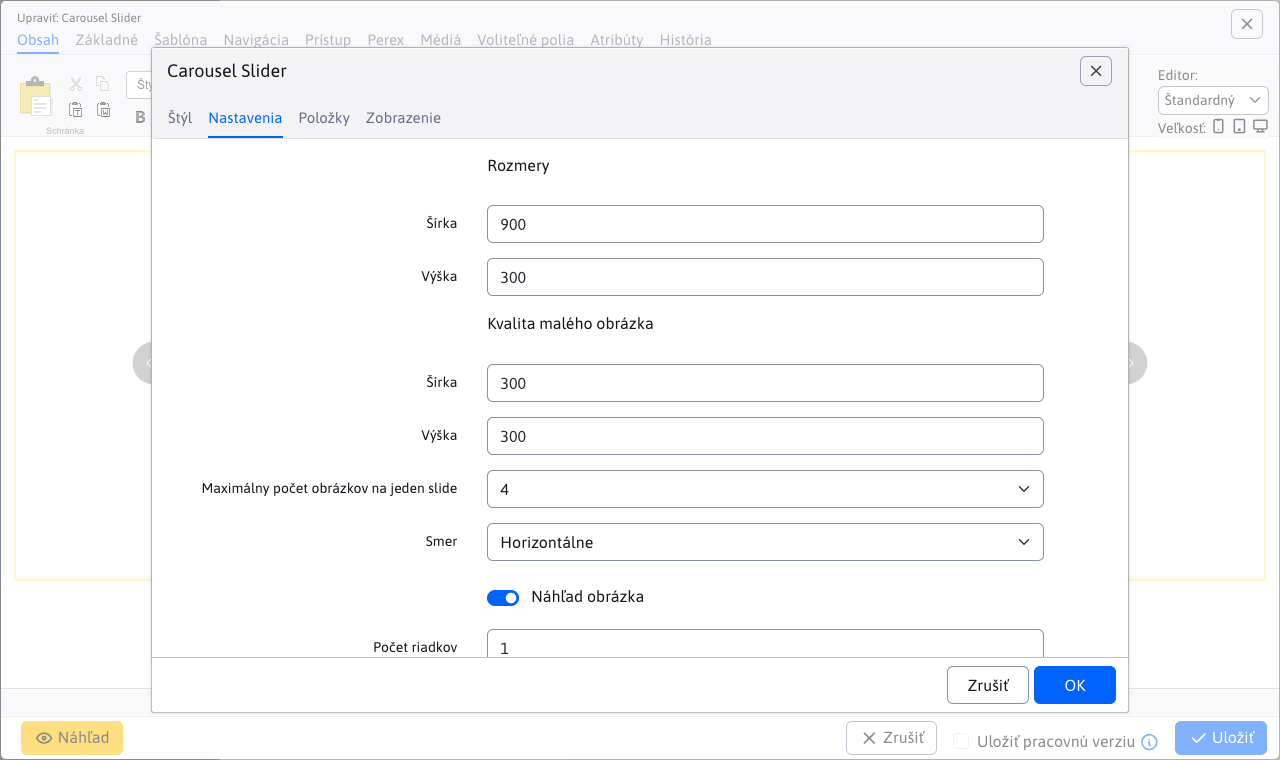 Upraviť: Carousel Slider
Obsah Základné Šablóna Navigácia Prístup Perex Médiá Voliteľné polia Atribúty História
Schránka
B
Editor:
Štandardný
Veľkosť:
Carousel Slider
Štýl Nastavenia Položky Zobrazenie
Rozmery
Šírka 900
Výška 300
Kvalita malého obrázka
Šírka 300
Výška 300
Maximálny počet obrázkov na jeden slide 4
Smer Horizontálne
Náhľad obrázka
Počet riadkov 1
Zrušiť OK
Náhľad Zrušiť Uložiť pracovnú verziu Uložiť